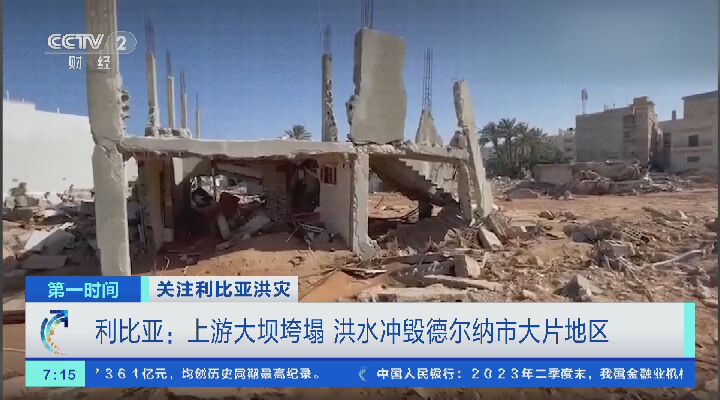 CCTV 2
财经
第一时间 关注利比亚洪灾
利比亚：上游大坝垮塌 洪水冲毁德尔纳市大片地区
7:15 7361亿元，均创历史同期最高纪录。 中国人民银行：2023年二季度末，我国金融业机构